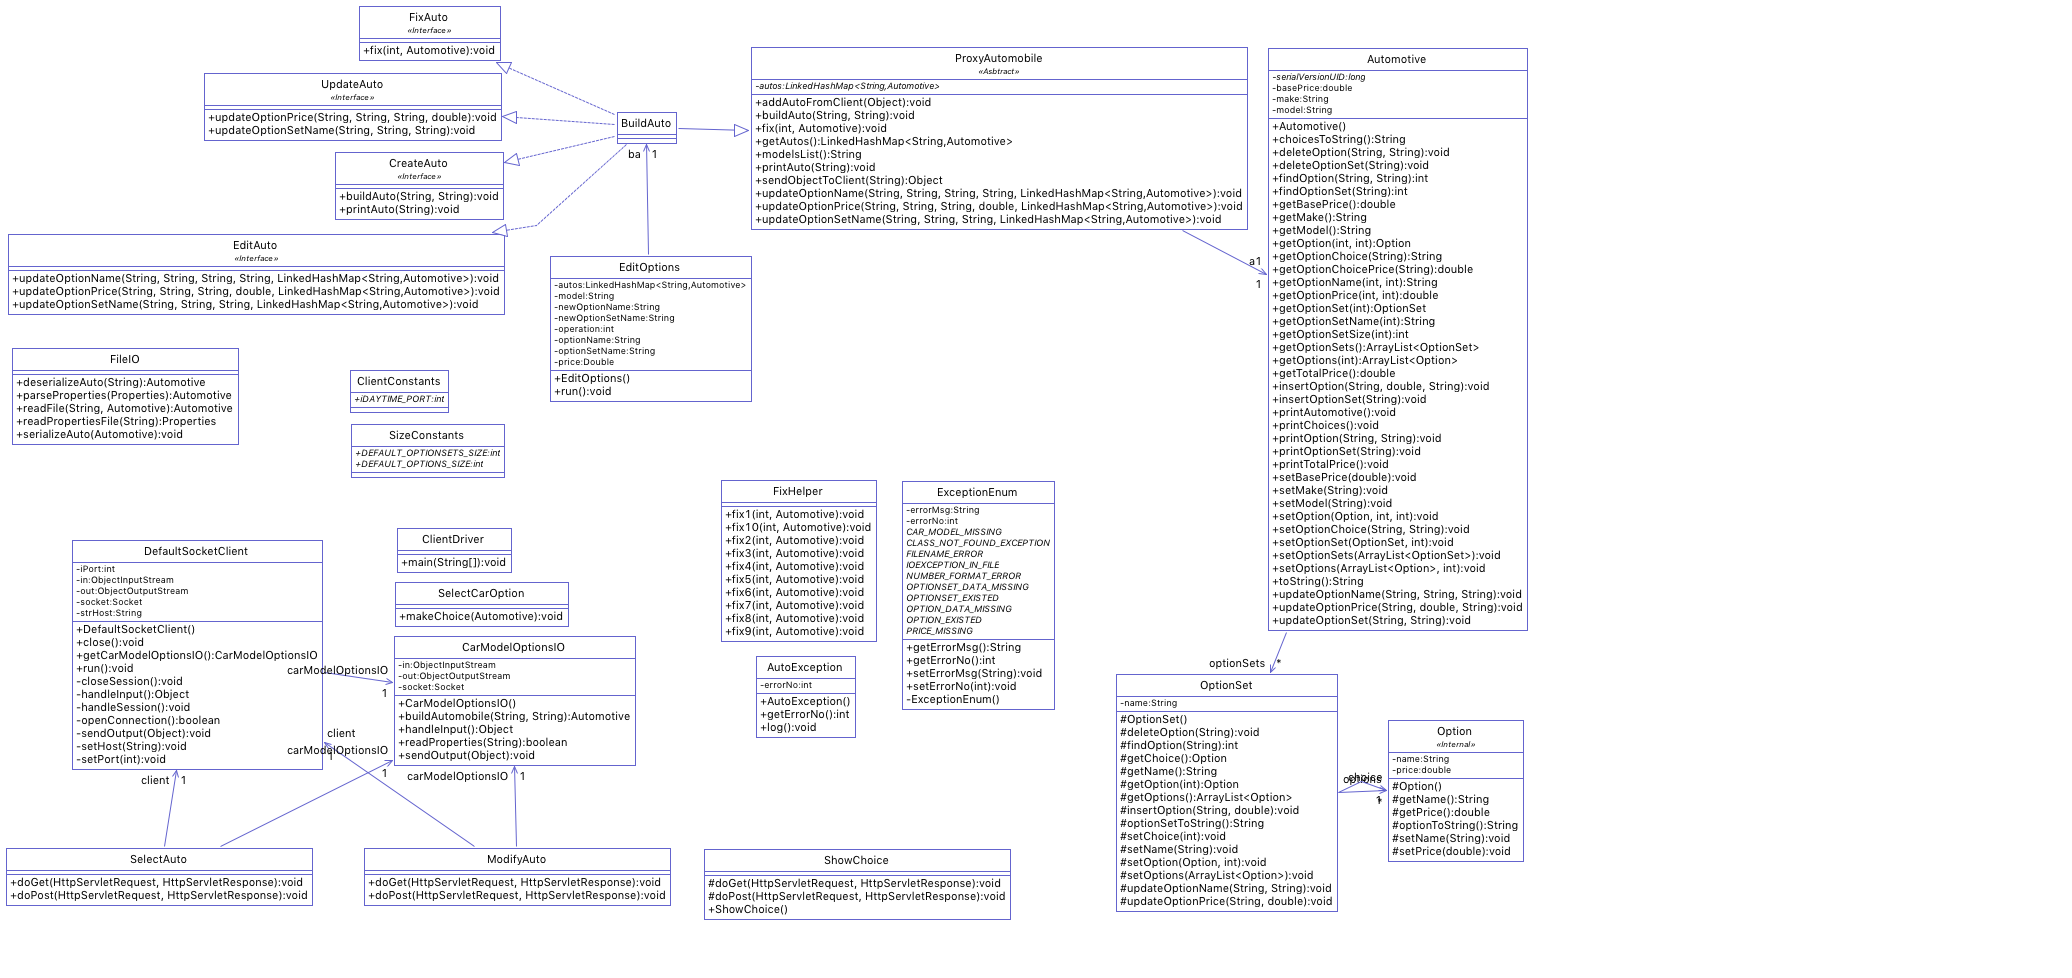 FixAuto
«Interface»
+fix(int, Automotive):void
UpdateAuto
«Interface»
+updateOptionPrice(String, String, String, double):void
+updateOptionSetName(String, String, String):void
CreateAuto
«Interface»
+buildAuto(String, String):void
+printAuto(String):void
EditAuto
«Interface»
+updateOptionName(String, String, String, String, LinkedHashMap<String,Automotive>):void
+updateOptionPrice(String, String, String, double, LinkedHashMap<String,Automotive>):void
+updateOptionSetName(String, String, String, LinkedHashMap<String,Automotive>):void
BuildAuto
ba
1
ProxyAutomobile
«Asbtract»
-autos:LinkedHashMap<String,Automotive>
+addAutoFromClient(Object):void
+buildAuto(String, String):void
+fix(int, Automotive):void
+getAutos():LinkedHashMap<String,Automotive>
+modelsList():String
+printAuto(String):void
+sendObjectToClient(String):Object
+updateOptionName(String, String, String, String, LinkedHashMap<String,Automotive>):void
+updateOptionPrice(String, String, String, double, LinkedHashMap<String,Automotive>):void
+updateOptionSetName(String, String, String, LinkedHashMap<String,Automotive>):void
a1
1
Automotive
-serialVersionUID:long
-basePrice:double
-make:String
-model:String
+Automotive()
+choicesToString():String
+deleteOption(String, String):void
+deleteOptionSet(String):void
+findOption(String, String):int
+findOptionSet(String):int
+getBasePrice():double
+getMake():String
+getModel():String
+getOption(int, int):Option
+getOptionChoice(String):String
+getOptionChoicePrice(String):double
+getOptionName(int, int):String
+getOptionPrice(int, int):double
+getOptionSet(int):OptionSet
+getOptionSetName(int):String
+getOptionSetSize(int):int
+getOptionSets():ArrayList<OptionSet>
+getOptions(int):ArrayList<Option>
+getTotalPrice():double
+insertOption(String, double, String):void
+insertOptionSet(String):void
+printAutomotive():void
+printChoices():void
+printOption(String, String):void
+printOptionSet(String):void
+printTotalPrice():void
+setBasePrice(double):void
+setMake(String):void
+setModel(String):void
+setOption(Option, int, int):void
+setOptionChoice(String, String):void
+setOptionSet(OptionSet, int):void
+setOptionSets(ArrayList<OptionSet>):void
+setOptions(ArrayList<Option>, int):void
+toString():String
+updateOptionName(String, String, String):void
+updateOptionPrice(String, double, String):void
+updateOptionSet(String, String):void
EditOptions
-autos:LinkedHashMap<String,Automotive>
-model:String
-newOptionName:String
-newOptionSetName:String
-operation:int
-optionName:String
-optionSetName:String
-price:Double
+EditOptions()
+run():void
FileIO
+deserializeAuto(String):Automotive
+parseProperties(Properties):Automotive
+readFile(String, Automotive):Automotive
+readPropertiesFile(String):Properties
+serializeAuto(Automotive):void
ClientConstants
+iDAYTIME_PORT:int
SizeConstants
+DEFAULT_OPTIONSETS_SIZE:int
+DEFAULT_OPTIONS_SIZE:int
FixHelper
+fix1(int, Automotive):void
+fix10(int, Automotive):void
+fix2(int, Automotive):void
+fix3(int, Automotive):void
+fix4(int, Automotive):void
+fix5(int, Automotive):void
+fix6(int, Automotive):void
+fix7(int, Automotive):void
+fix8(int, Automotive):void
+fix9(int, Automotive):void
ExceptionEnum
-errorMsg:String
-errorNo:int
CAR_MODEL_MISSING
CLASS_NOT_FOUND_EXCEPTION
FILENAME_ERROR
IOEXCEPTION_IN_FILE
NUMBER_FORMAT_ERROR
OPTIONSET_DATA_MISSING
OPTIONSET_EXISTED
OPTION_DATA_MISSING
OPTION_EXISTED
PRICE_MISSING
+getErrorMsg():String
+getErrorNo():int
+setErrorMsg(String):void
+setErrorNo(int):void
-ExceptionEnum()
ClientDriver
+main(String[]):void
DefaultSocketClient
-iPort:int
-in:ObjectInputStream
-out:ObjectOutputStream
-socket:Socket
-strHost:String
+DefaultSocketClient()
+close():void
+getCarModelOptionsIO():CarModelOptionsIO
+run():void
-closeSession():void
-handleInput():Object
-handleSession():void
-openConnection():boolean
-sendOutput(Object):void
-setHost(String):void
-setPort(int):void
SelectCarOption
+makeChoice(Automotive):void
CarModelOptionsIO
-in:ObjectInputStream
-out:ObjectOutputStream
-socket:Socket
+CarModelOptionsIO()
+buildAutomobile(String, String):Automotive
+handleInput():Object
+readProperties(String):boolean
+sendOutput(Object):void
carModelOptionsIO
1
client
1
carModelOptionsIO
1
carModelOptionsIO
1
client
1
AutoException
-errorNo:int
+AutoException()
+getErrorNo():int
+log():void
optionSets
*
OptionSet
-name:String
#OptionSet()
#deleteOption(String):void
#findOption(String):int
#getChoice():Option
#getName():String
#getOption(int):Option
#getOptions():ArrayList<Option>
#insertOption(String, double):void
#optionSetToString():String
#setChoice(int):void
#setName(String):void
#setOption(Option, int):void
#setOptions(ArrayList<Option>):void
#updateOptionName(String, String):void
#updateOptionPrice(String, double):void
choice
options
1
*
Option
«Internal»
-name:String
-price:double
#Option()
#getName():String
#getPrice():double
#optionToString():String
#setName(String):void
#setPrice(double):void
SelectAuto
+doGet(HttpServletRequest, HttpServletResponse):void
+doPost(HttpServletRequest, HttpServletResponse):void
ModifyAuto
+doGet(HttpServletRequest, HttpServletResponse):void
+doPost(HttpServletRequest, HttpServletResponse):void
ShowChoice
#doGet(HttpServletRequest, HttpServletResponse):void
#doPost(HttpServletRequest, HttpServletResponse):void
+ShowChoice()